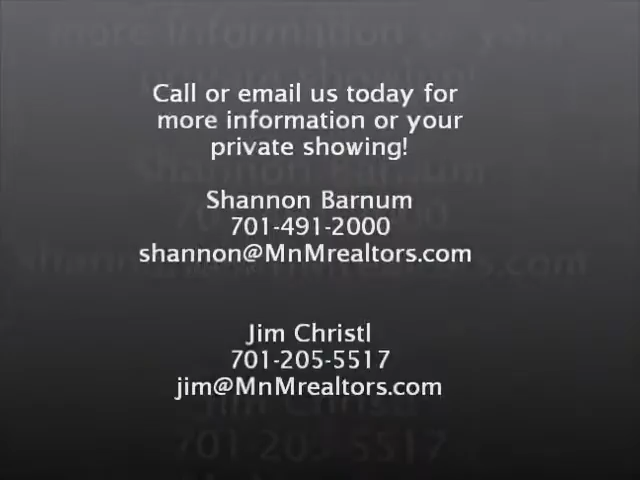 Call or email us today for
more information or your
private showing!
Shannon Barnum
701-491-2000
shannon@MnMrealtors.com
Jim Christl
701-205-5517
jim@MnMrealtors.com